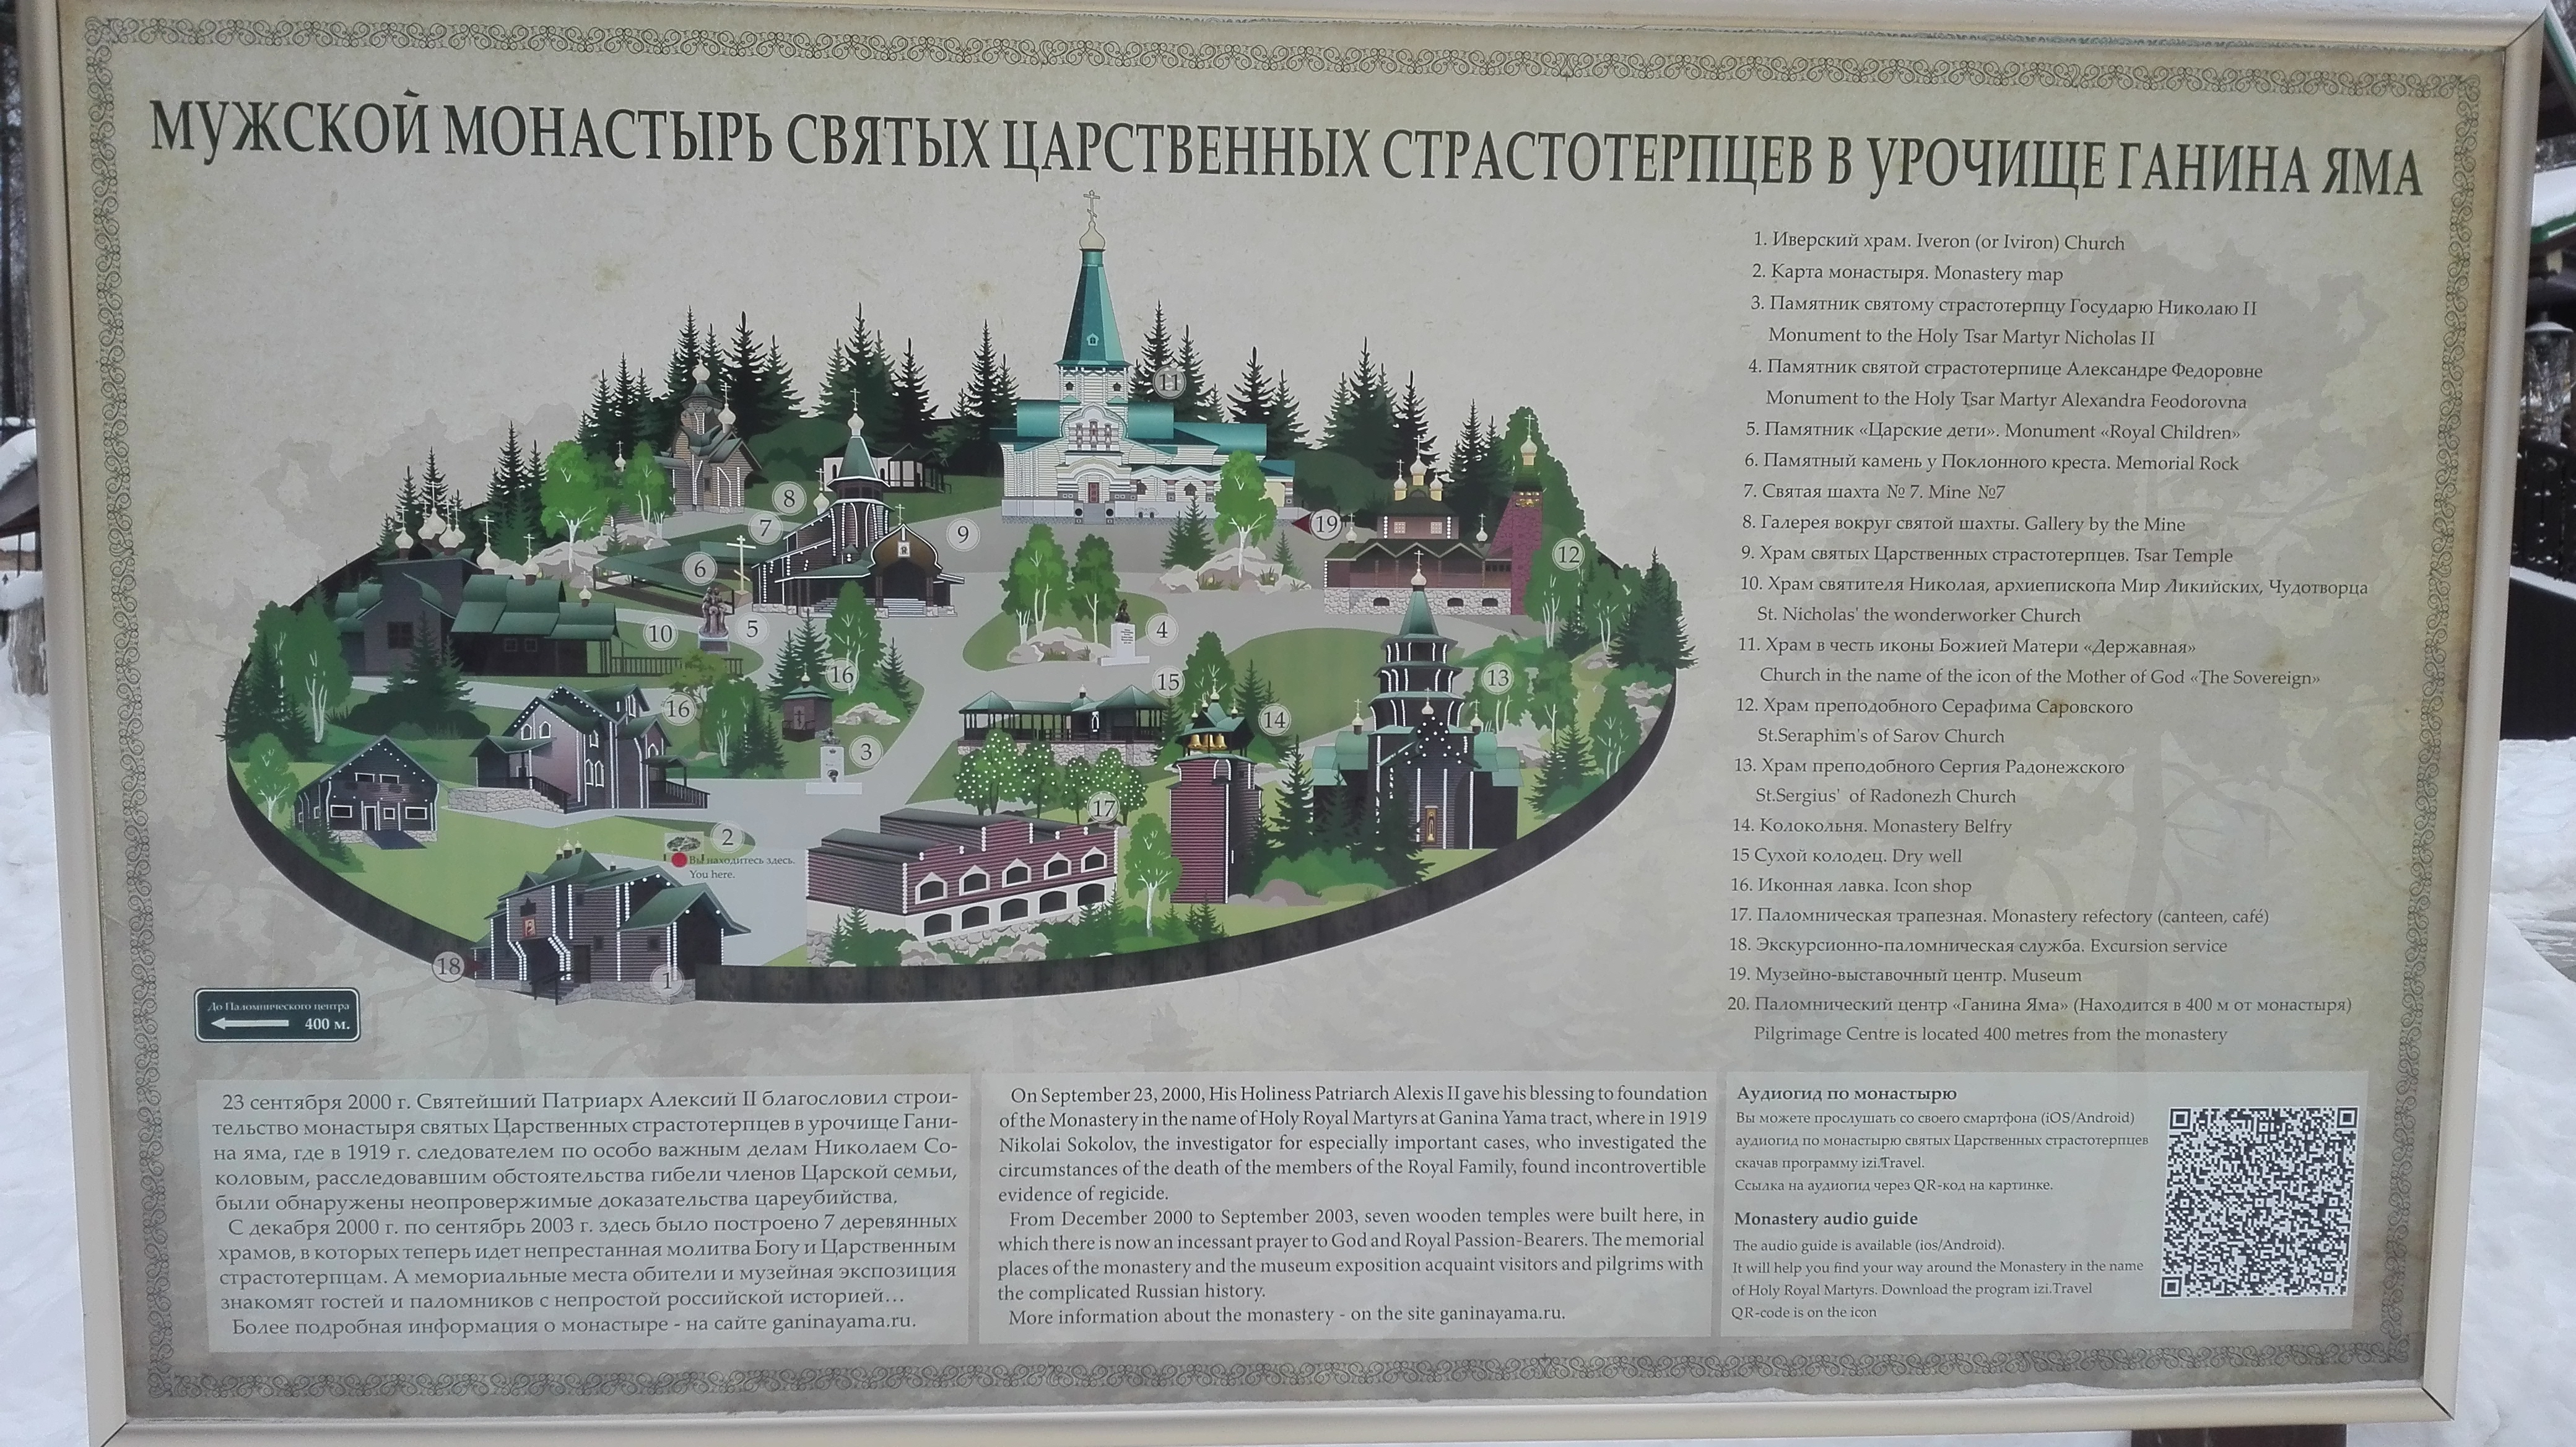 МУЖСКОЙ МОНАСТЫРЬ СВЯТЫХ ЦАРСТВЕННЫХ СТРАСТОТЕРПЦЕВ В УРОЧИЩЕ ГАНИНА ЯМА
1. Иверский храм. Iveron (or Iviron) Church
2. Карта монастыря. Monastery map
3. Памятник святому страстотерпцу Государю Николаю II
Monument to the Holy Tsar Martyr Nicholas II
4. Памятник святой страстотерпице Александре Федоровне
Monument to the Holy Tsar Martyr Alexandra Feodorovna
5. Памятник «Царские дети». Monument «Royal Children»
6. Памятный камень у Поклонного креста. Memorial Rock
7. Святая шахта № 7. Mine №7
8. Галерея вокруг святой шахты. Gallery by the Mine
9. Храм святых Царственных страстотерпцев. Tsar Temple
10. Храм святителя Николая, архиепископа Мир Ликийских, Чудотворца
St. Nicholas' the wonderworker Church
11. Храм в честь иконы Божией Матери «Державная»
Church in the name of the icon of the Mother of God «The Sovereign»
12. Храм преподобного Серафима Саровского
St.Seraphim's of Sarov Church
13. Храм преподобного Сергия Радонежского
St.Sergius' of Radonezh Church
14. Колокольня. Monastery Belfry
15 Сухой колодец. Dry well
16. Иконная лавка. Icon shop
17. Паломническая трапезная. Monastery refectory (canteen, café)
18. Экскурсионно-паломническая служба. Excursion service
19. Музейно-выставочный центр. Museum
20. Паломнический центр «Ганина Яма» (Находится в 400 м от монастыря)
Pilgrimage Centre is located 400 metres from the monastery
11
8
7
9
19
12
6
10
5
4
16
15
13
16
14
3
17
2
Вы находитесь здесь.
You here.
18
1
До Паломнического центра
400 м.
23 сентября 2000 г. Святейший Патриарх Алексий II благословил строи-
тельство монастыря святых Царственных страстотерпцев в урочище Гани-
на яма, где в 1919 г. следователем по особо важным делам Николаем Со-
коловым, расследовавшим обстоятельства гибели членов Царской семьи,
были обнаружены неопровержимые доказательства цареубийства.
С декабря 2000 г. по сентябрь 2003 г. здесь было построено 7 деревянных
храмов, в которых теперь идет непрестанная молитва Богу и Царственным
страстотерпцам. А мемориальные места обители и музейная экспозиция
знакомят гостей и паломников с непростой российской историей...
Более подробная информация о монастыре - на сайте ganinayama.ru.
On September 23, 2000, His Holiness Patriarch Alexis II gave his blessing to foundation
of the Monastery in the name of Holy Royal Martyrs at Ganina Yama tract, where in 1919
Nikolai Sokolov, the investigator for especially important cases, who investigated the
circumstances of the death of the members of the Royal Family, found incontrovertible
evidence of regicide.
From December 2000 to September 2003, seven wooden temples were built here, in
which there is now an incessant prayer to God and Royal Passion-Bearers. The memorial
places of the monastery and the museum exposition acquaint visitors and pilgrims with
the complicated Russian history.
More information about the monastery - on the site ganinayama.ru.
Аудиогид по монастырю
Вы можете прослушать со своего смартфона (iOS/Android)
аудиогид по монастырю святых Царственных страстотерпцев
скачав программу izi.Travel.
Ссылка на аудиогид через QR-код на картинке.
Monastery audio guide
The audio guide is available (ios/Android).
It will help you find your way around the Monastery in the name
of Holy Royal Martyrs. Download the program izi.Travel
QR-code is on the icon